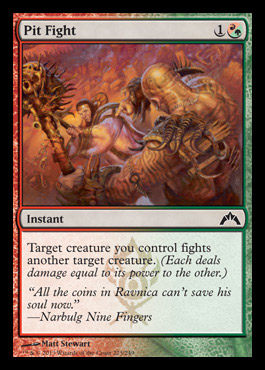 Pit Fight 1
Instant
Target creature you control fights
another target creature. (Each deals
damage equal to its power to the other.)
“All the coins in Ravnica can’t save his
soul now.”
—Narbulg Nine Fingers
Matt Stewart